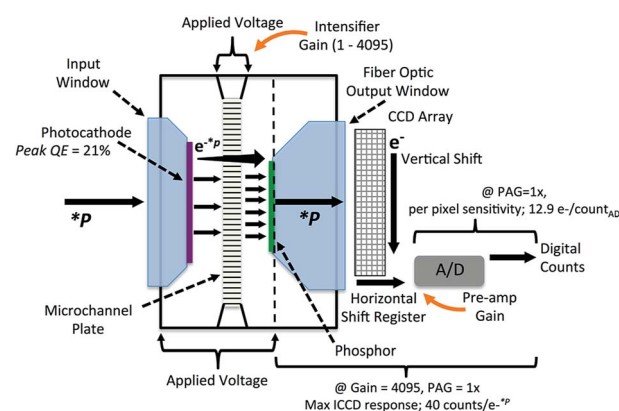 Applied Voltage
Intensifier
Gain (1 - 4095)
Input
Window
Fiber Optic
Output Window
CCD Array
Photocathode
Peak QE = 21%
e-*p
e-
Vertical Shift
@ PAG=1x,
per pixel sensitivity; 12.9 e-/countAD
*P
*P
Digital
Counts
A/D
Microchannel
Plate
Horizontal
Shift Register
Pre-amp
Gain
Phosphor
Applied Voltage
@ Gain = 4095, PAG = 1x
Max ICCD response; 40 counts/e-*P